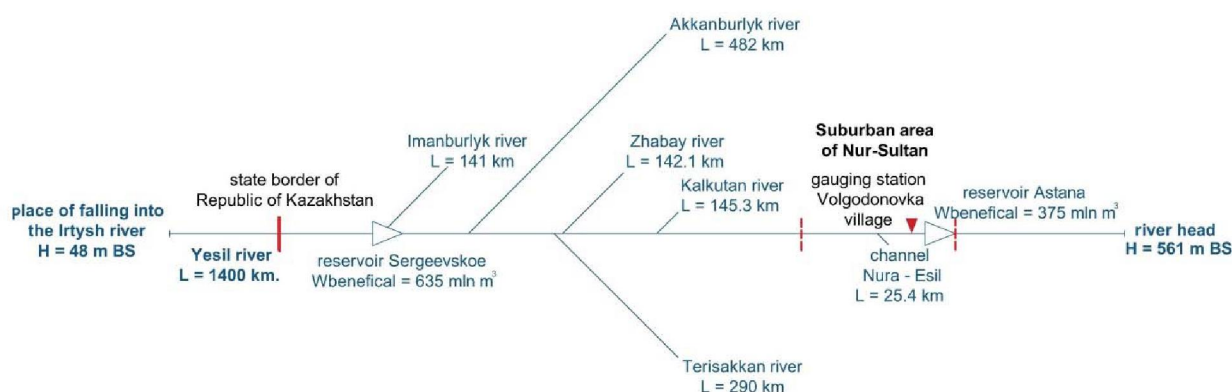 Akkanburlyk river
L = 482 km
Imanburlyk river
L = 141 km
Zhabay river
L = 142.1 km
Suburban area
of Nur-Sultan
state border of
Republic of Kazakhstan
Kalkutan river
L = 145.3 km
gauging station
Volgodonovka
village
reservoir Astana
Wbenefical = 375 mln m³
place of falling into
the Irtysh river
H = 48 m BS
river head
H = 561 m BS
Yesil river
L = 1400 km.
reservoir Sergeevskoe
Wbenefical = 635 mln m³
channel
Nura - Esil
L = 25.4 km
Terisakkan river
L = 290 km